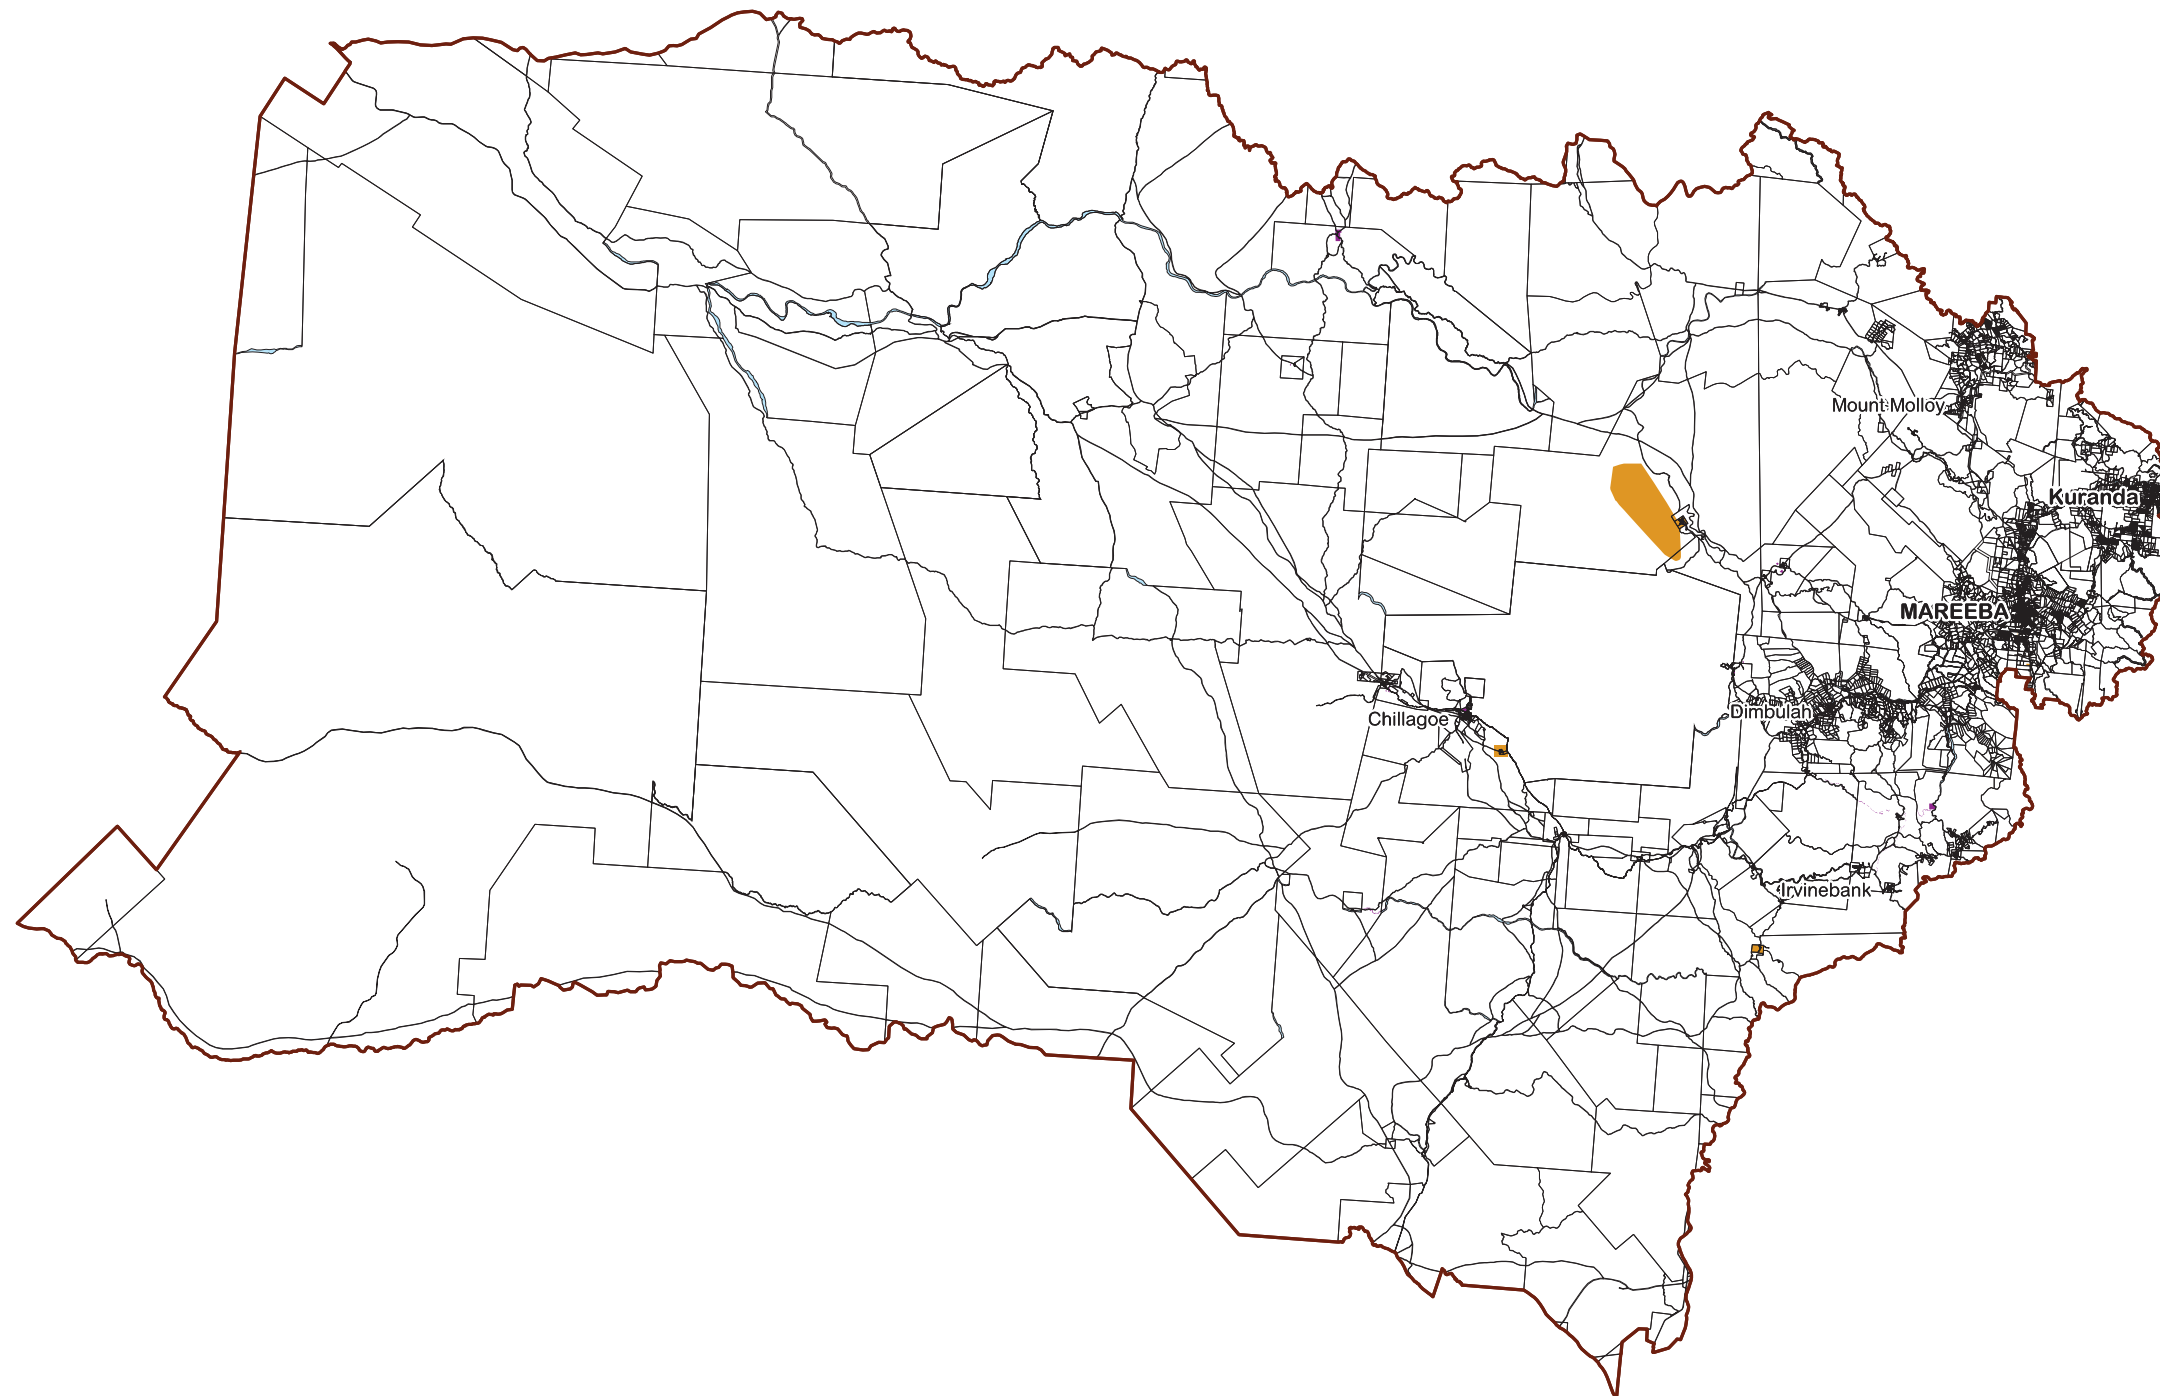 Mount Molloy
Kuranda
MAREEBA
Chillagoe
Dimbulah
Irvinebank